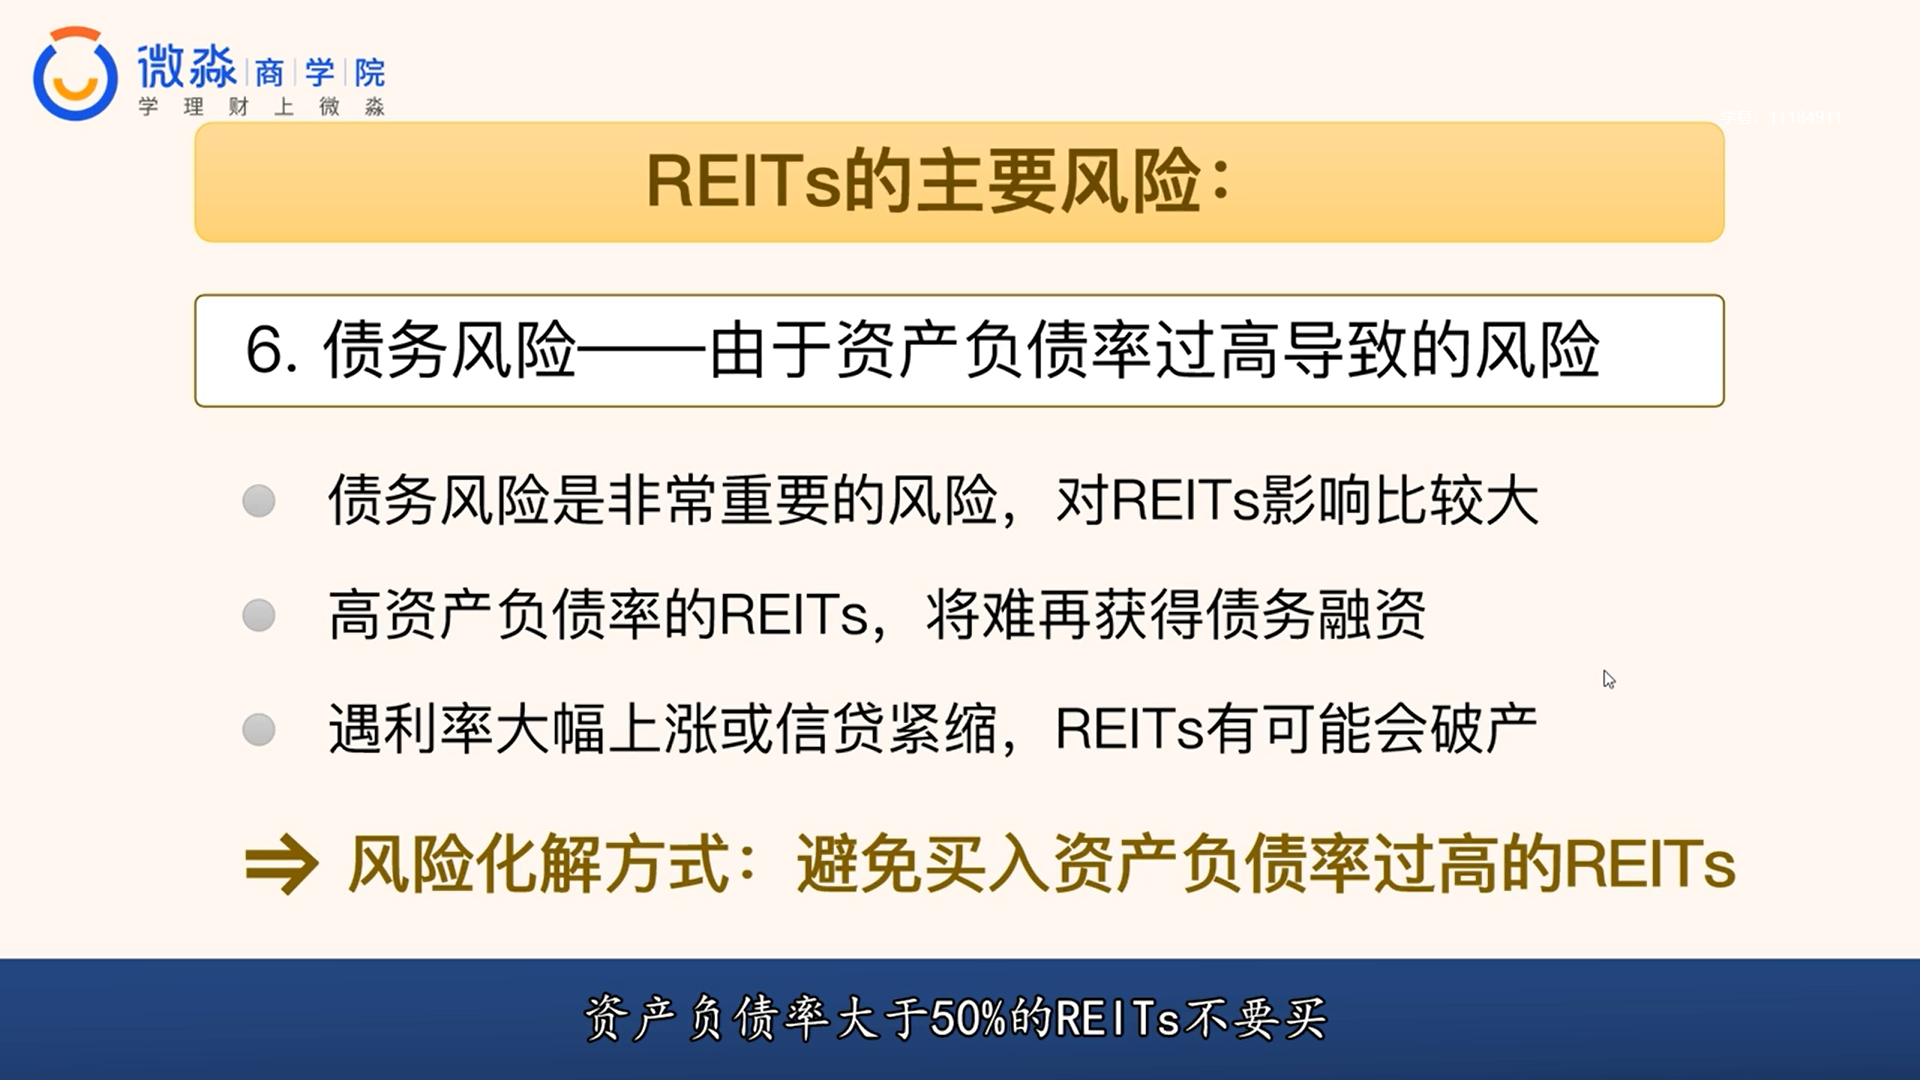 微淼商学院
学理财上微淼
学号：11184911
REITs的主要风险：
6. 债务风险——由于资产负债率过高导致的风险
债务风险是非常重要的风险，对REITs影响比较大
高资产负债率的REITs，将难再获得债务融资
遇利率大幅上涨或信贷紧缩，REITs有可能会破产
⇒ 风险化解方式：避免买入资产负债率过高的REITs
资产负债率大于50%的REITs不要买